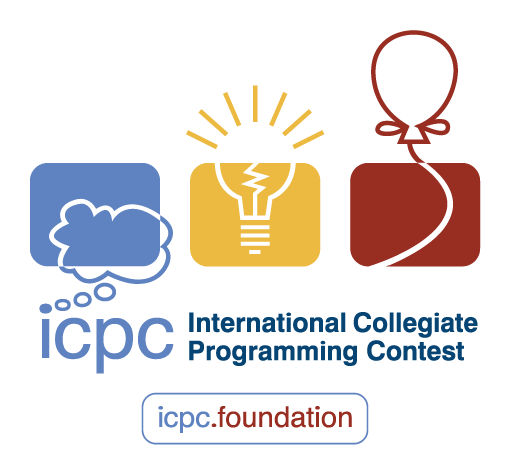 icpc
International Collegiate
Programming Contest
icpc.foundation